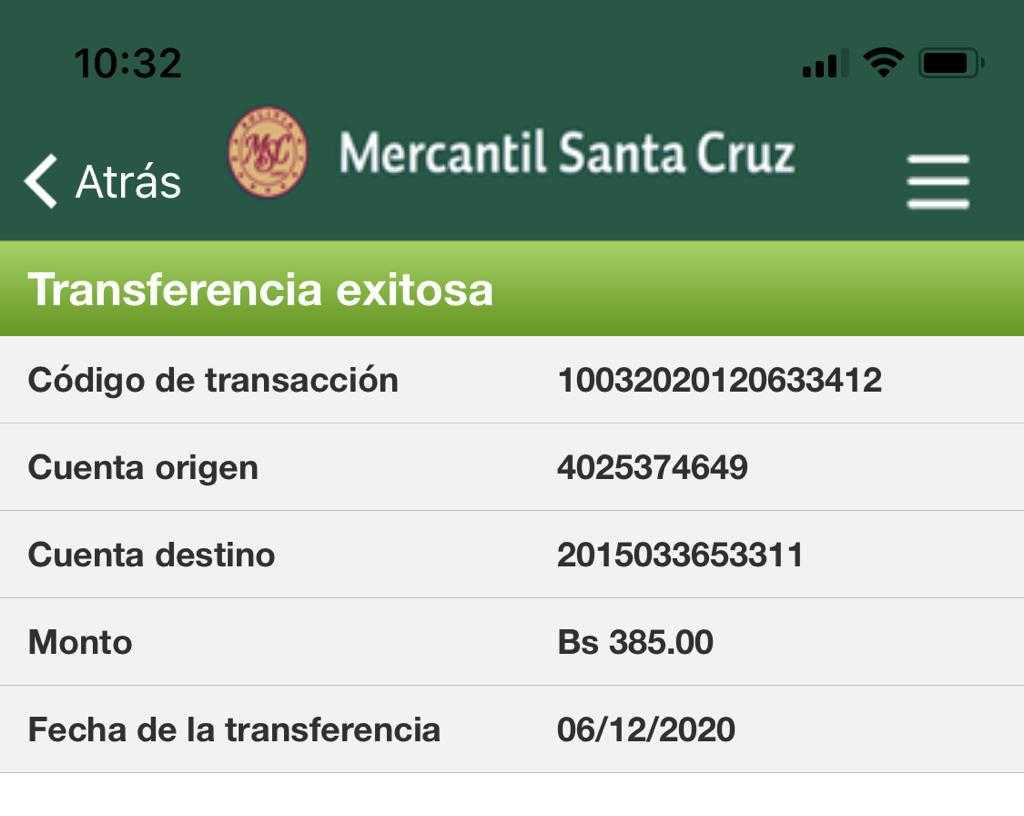 10:32
Atrás
MSC
Mercantil Santa Cruz
Transferencia exitosa
Código de transacción 10032020120633412
Cuenta origen 4025374649
Cuenta destino 2015033653311
Monto Bs 385.00
Fecha de la transferencia 06/12/2020